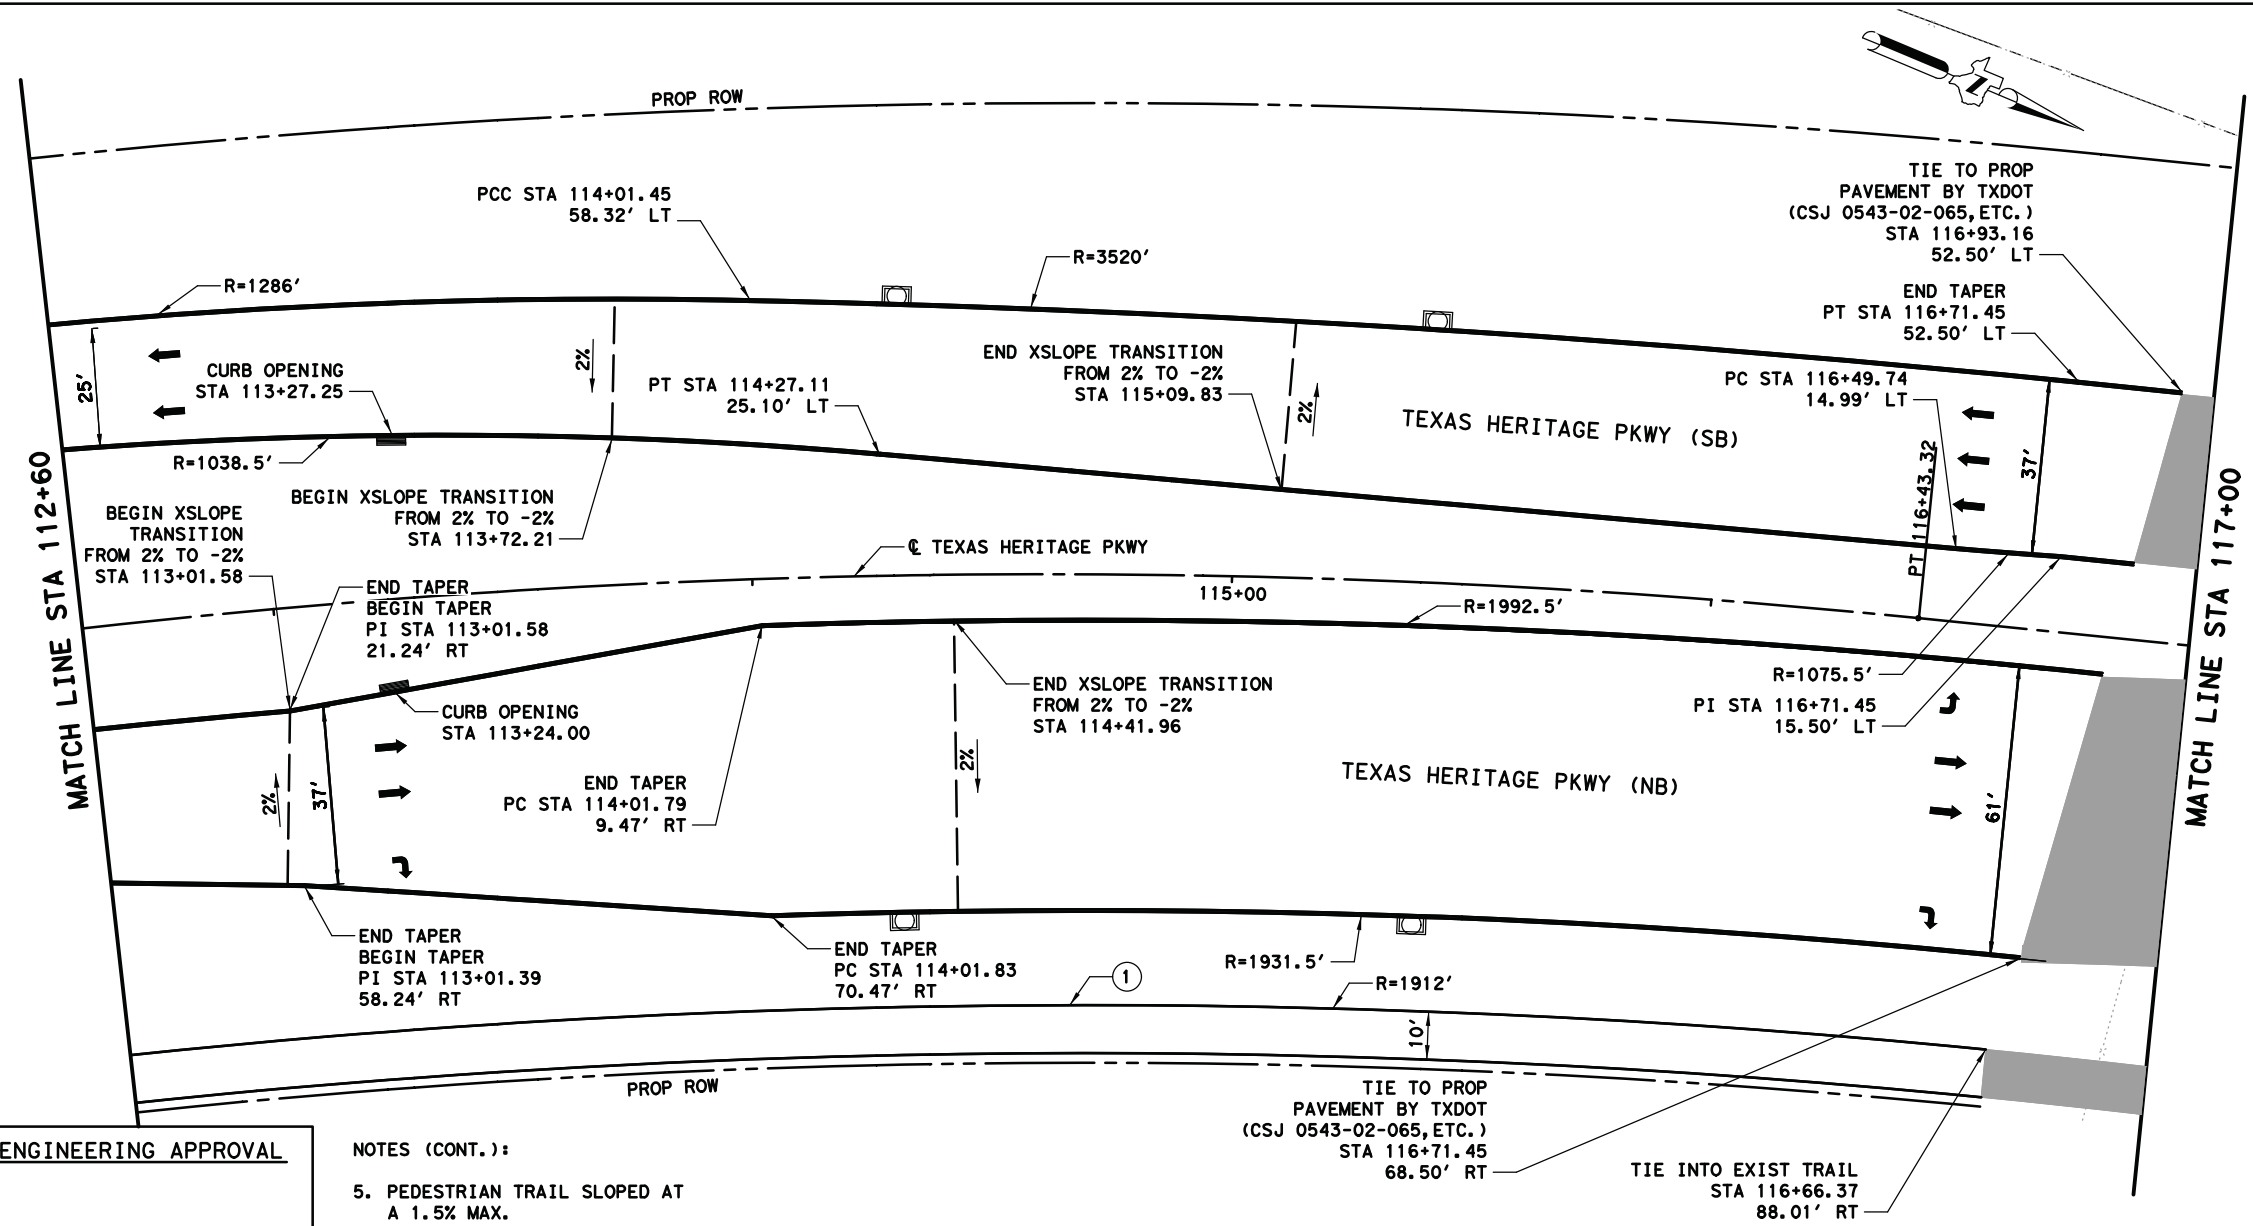 PROP ROW
TIE TO PROP
PAVEMENT BY TXDOT
(CSJ 0543-02-065,ETC.)
STA 116+93.16
52.50' LT
PCC STA 114+01.45
58.32' LT
R=3520'
R=1286'
END TAPER
PT STA 116+71.45
52.50' LT
25'
CURB OPENING
STA 113+27.25
2%
PT STA 114+27.11
25.10' LT
END XSLOPE TRANSITION
FROM 2% TO -2%
STA 115+09.83
2%
TEXAS HERITAGE PKWY (SB)
PC STA 116+49.74
14.99' LT
37'
PT 116+43.32
R=1038.5'
BEGIN XSLOPE TRANSITION
FROM 2% TO -2%
STA 113+72.21
MATCH LINE STA 112+60
BEGIN XSLOPE
TRANSITION
FROM 2% TO -2%
STA 113+01.58
℄ TEXAS HERITAGE PKWY
115+00
MATCH LINE STA 117+00
END TAPER
BEGIN TAPER
PI STA 113+01.58
21.24' RT
R=1992.5'
R=1075.5'
PI STA 116+71.45
15.50' LT
END XSLOPE TRANSITION
FROM 2% TO -2%
STA 114+41.96
CURB OPENING
STA 113+24.00
2%
37'
END TAPER
PC STA 114+01.79
9.47' RT
2%
TEXAS HERITAGE PKWY (NB)
61'
END TAPER
BEGIN TAPER
PI STA 113+01.39
58.24' RT
END TAPER
PC STA 114+01.83
70.47' RT
1
R=1931.5'
R=1912'
10'
PROP ROW
TIE TO PROP
PAVEMENT BY TXDOT
(CSJ 0543-02-065,ETC.)
STA 116+71.45
68.50' RT
TIE INTO EXIST TRAIL
STA 116+66.37
88.01' RT
ENGINEERING APPROVAL
NOTES (CONT.):
5. PEDESTRIAN TRAIL SLOPED AT
A 1.5% MAX.